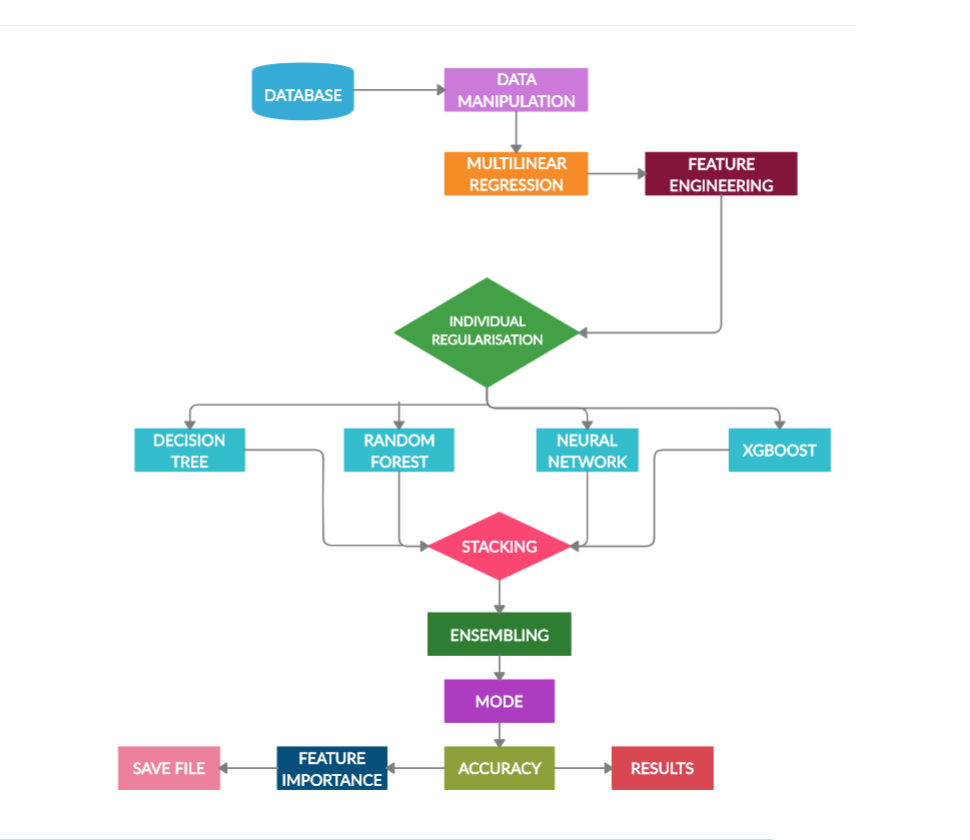 DATABASE
DATA
MANIPULATION
MULTILINEAR
REGRESSION
FEATURE
ENGINEERING
INDIVIDUAL
REGULARISATION
DECISION
TREE
RANDOM
FOREST
NEURAL
NETWORK
XGBOOST
STACKING
ENSEMBLING
MODE
SAVE FILE
FEATURE
IMPORTANCE
ACCURACY
RESULTS